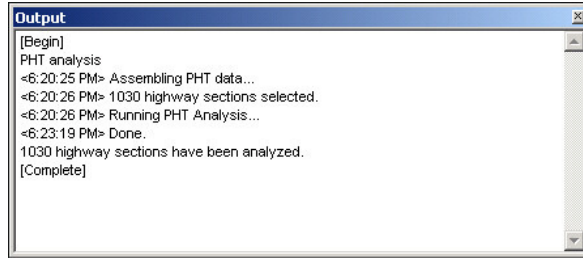 Output
[Begin]
PHT analysis
<6:20:25 PM> Assembling PHT data...
<6:20:26 PM> 1030 highway sections selected.
<6:20:26 PM> Running PHT Analysis...
<6:23:19 PM> Done.
1030 highway sections have been analyzed.
[Complete]